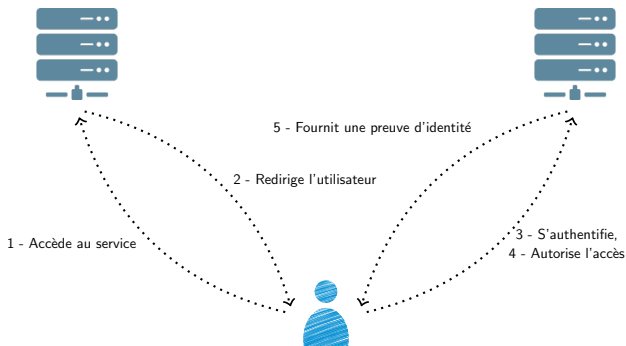 5 - Fournit une preuve d'identité
2 - Redirige l'utilisateur
1 - Accède au service
3 - S'authentifie,
4 - Autorise l'accès